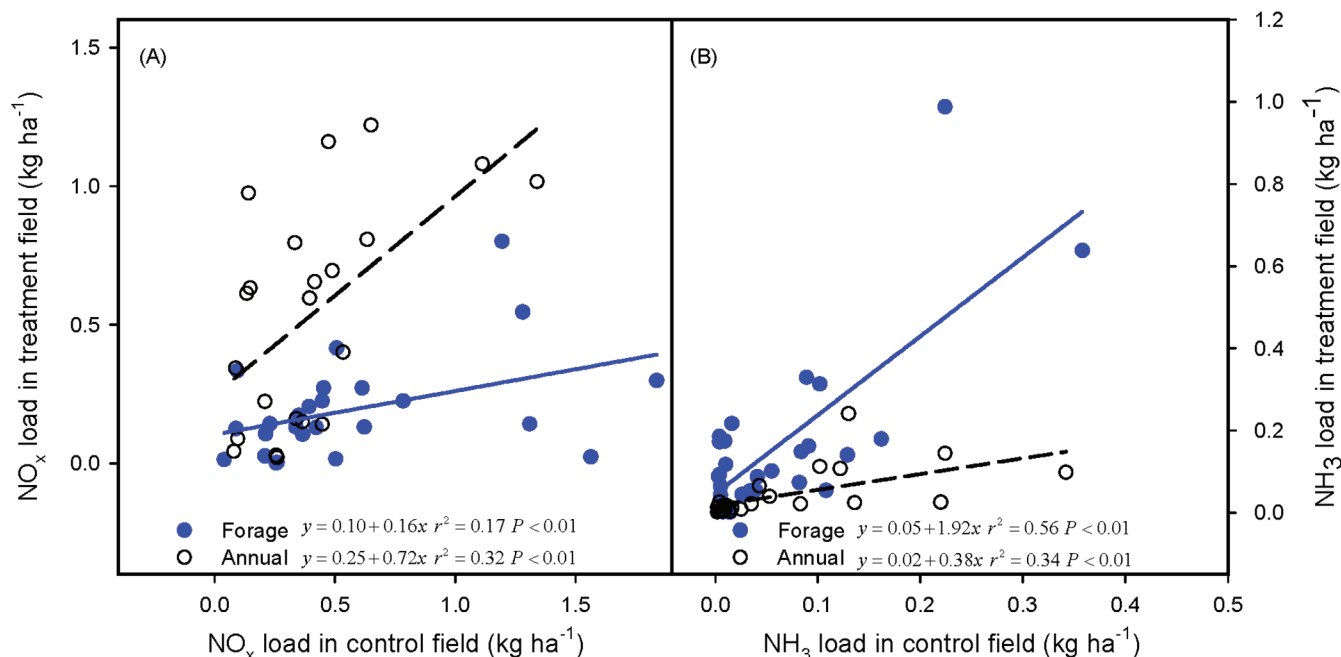 (A)
(B)
NOx load in treatment field (kg ha⁻¹)
1.5
1.0
0.5
0.0
Forage y = 0.10 + 0.16x r² = 0.17 P < 0.01
Annual y = 0.25 + 0.72x r² = 0.32 P < 0.01
0.0 0.5 1.0 1.5
NOx load in control field (kg ha⁻¹)
Forage y = 0.05 + 1.92x r² = 0.56 P < 0.01
Annual y = 0.02 + 0.38x r² = 0.34 P < 0.01
0.0 0.1 0.2 0.3 0.4 0.5
NH₃ load in control field (kg ha⁻¹)
1.2
1.0
0.8
0.6
0.4
0.2
0.0
NH₃ load in treatment field (kg ha⁻¹)